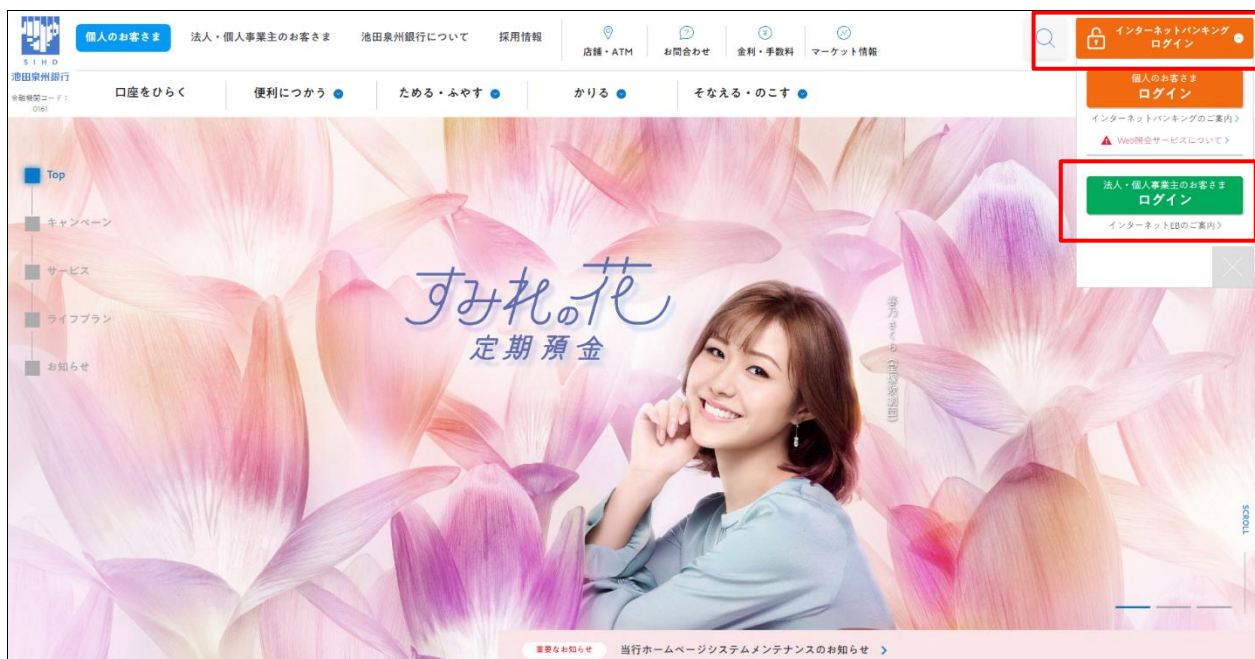 個人のお客さま
法人・個人事業主のお客さま
池田泉州銀行について
採用情報
店舗・ATM
お問合わせ
金利・手数料
マーケット情報
インターネットバンキング
ログイン
SIHD
池田泉州銀行
金融機関コード：
0161
口座をひらく
便利につかう
ためる・ふやす
かりる
そなえる・のこす
個人のお客さま
ログイン
インターネットバンキングのご案内
Web照会サービスについて
法人・個人事業主のお客さま
ログイン
インターネットEBのご案内
Top
キャンペーン
サービス
ライフプラン
お知らせ
すみれの花
定期預金
春乃さくら（宝塚歌劇団）
SCROLL
重要なお知らせ
当行ホームページシステムメンテナンスのお知らせ